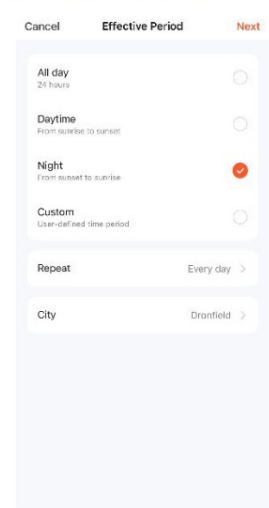 Cancel Effective Period Next
All day
24 hours
Daytime
From sunrise to sunset
Night
From sunset to sunrise
Custom
User-defined time period
Repeat Every day >
City Dronfield >